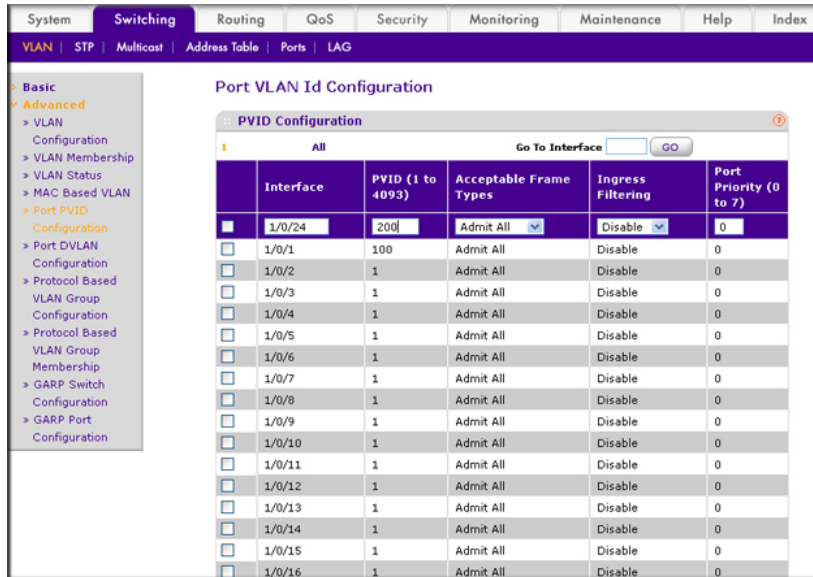 System Switching Routing QoS Security Monitoring Maintenance Help Index
VLAN | STP | Multicast | Address Table | Ports | LAG
Basic
Advanced
» VLAN
Configuration
» VLAN Membership
» VLAN Status
» MAC Based VLAN
» Port PVID
Configuration
» Port DVLAN
Configuration
» Protocol Based
VLAN Group
Configuration
» Protocol Based
VLAN Group
Membership
» GARP Switch
Configuration
» GARP Port
Configuration
Port VLAN Id Configuration
PVID Configuration ?
1 All Go To Interface GO
Interface PVID (1 to 4093) Acceptable Frame Types Ingress Filtering Port Priority (0 to 7)
1/0/24 200 Admit All Disable 0
1/0/1 100 Admit All Disable 0
1/0/2 1 Admit All Disable 0
1/0/3 1 Admit All Disable 0
1/0/4 1 Admit All Disable 0
1/0/5 1 Admit All Disable 0
1/0/6 1 Admit All Disable 0
1/0/7 1 Admit All Disable 0
1/0/8 1 Admit All Disable 0
1/0/9 1 Admit All Disable 0
1/0/10 1 Admit All Disable 0
1/0/11 1 Admit All Disable 0
1/0/12 1 Admit All Disable 0
1/0/13 1 Admit All Disable 0
1/0/14 1 Admit All Disable 0
1/0/15 1 Admit All Disable 0
1/0/16 1 Admit All Disable 0